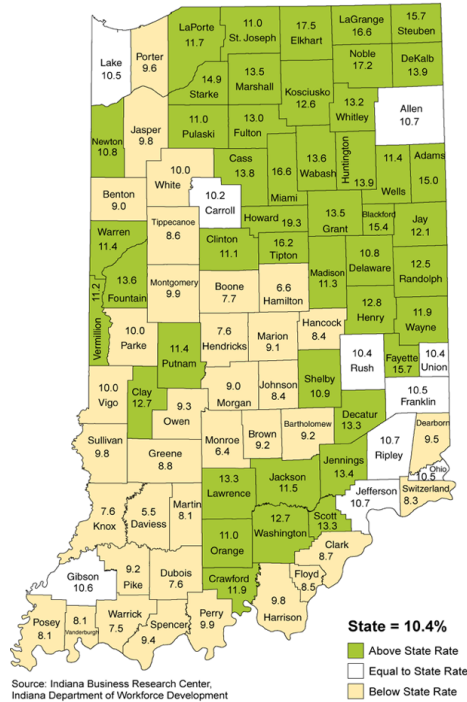 LaPorte
11.7
11.0
St. Joseph
17.5
Elkhart
LaGrange
16.6
15.7
Steuben
Lake
10.5
Porter
9.6
Noble
17.2
DeKalb
13.9
14.9
Starke
13.5
Marshall
Kosciusko
12.6
13.2
Whitley
Allen
10.7
Newton
10.8
Jasper
9.8
11.0
Pulaski
13.0
Fulton
Cass
13.8
16.6
Miami
13.6
Wabash
Huntington
13.9
11.4
Wells
Adams
15.0
10.0
White
10.2
Carroll
Benton
9.0
Howard 19.3
13.5
Grant
Blackford
15.4
Jay
12.1
Warren
11.4
Tippecanoe
8.6
Clinton
11.1
16.2
Tipton
Madison
11.3
10.8
Delaware
12.5
Randolph
11.2
Vermillion
13.6
Fountain
Montgomery
9.9
Boone
7.7
6.6
Hamilton
12.8
Henry
11.9
Wayne
10.0
Parke
11.4
Putnam
7.6
Hendricks
Marion
9.1
Hancock
8.4
10.4
Rush
Fayette
15.7
10.4
Union
10.0
Vigo
Clay
12.7
9.3
Owen
9.0
Morgan
Johnson
8.4
Shelby
10.9
10.5
Franklin
Decatur
13.3
Sullivan
9.8
Greene
8.8
Monroe
6.4
Brown
9.2
Bartholomew
9.2
10.7
Ripley
Dearborn
9.5
Jennings
13.4
Ohio
10.5
7.6
Knox
5.5
Daviess
Martin
8.1
13.3
Lawrence
Jackson
11.5
Jefferson
10.7
Switzerland
8.3
12.7
Washington
Scott
13.3
11.0
Orange
Clark
8.7
Gibson
10.6
9.2
Pike
Dubois
7.6
Crawford
11.9
Floyd
8.5
9.8
Harrison
Posey
8.1
8.1
Vanderburgh
Warrick
7.5
Spencer
9.4
Perry
9.9
State = 10.4%
Above State Rate
Equal to State Rate
Below State Rate
Source: Indiana Business Research Center,
Indiana Department of Workforce Development